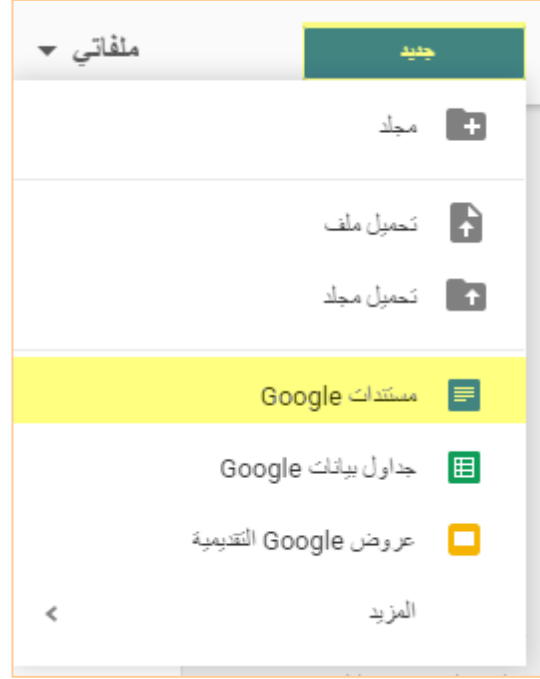 جديد
ملفاتي
مجلد
تحميل ملف
تحميل مجلد
مستندات Google
جداول بيانات Google
عروض Google التقديمية
المزيد